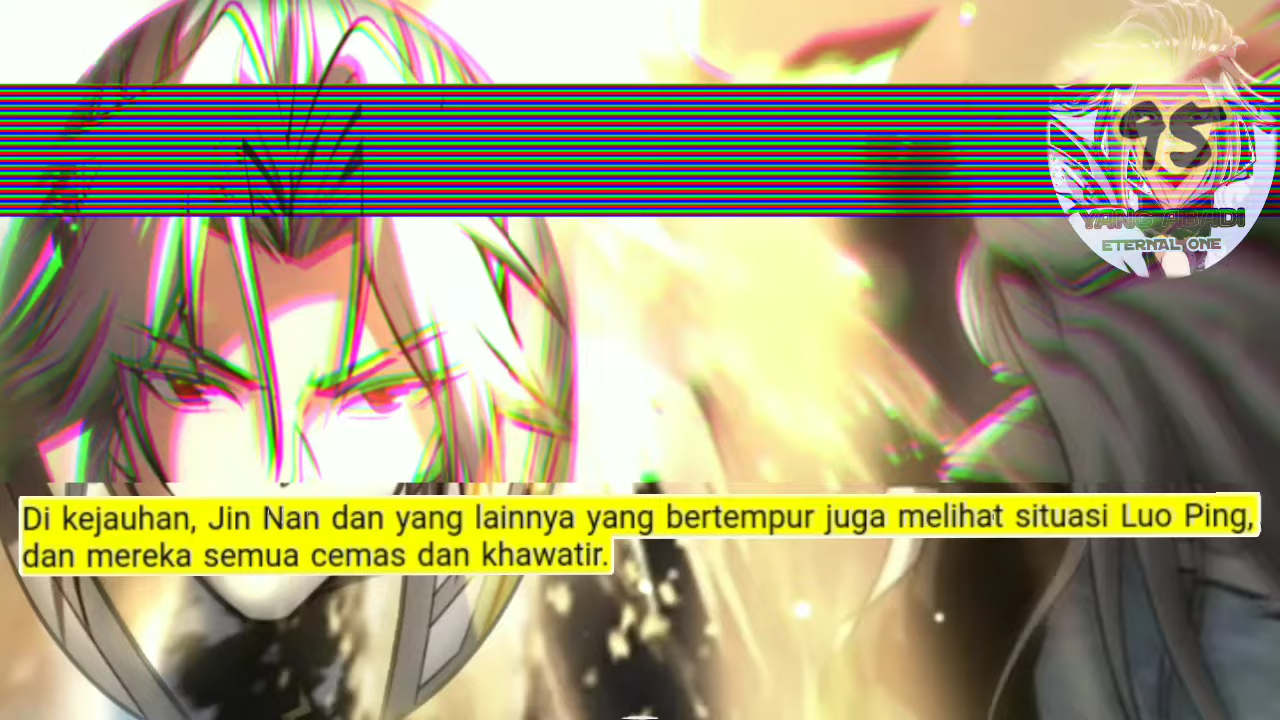 95
YANG ABADI
ETERNAL ONE
Di kejauhan, Jin Nan dan yang lainnya yang bertempur juga melihat situasi Luo Ping,
dan mereka semua cemas dan khawatir.